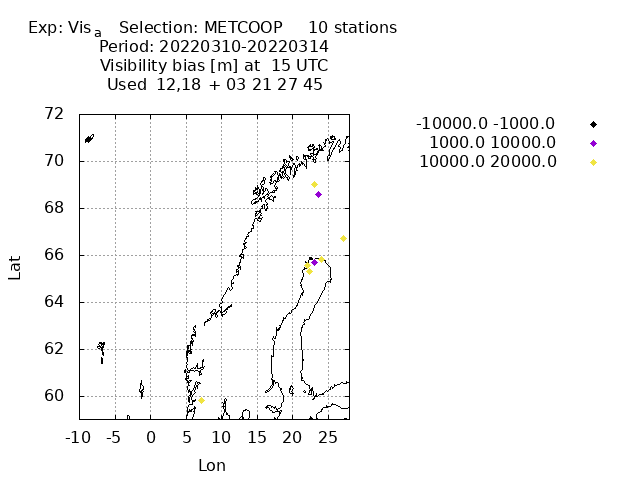 Exp: Vis a   Selection: METCOOP     10 stations
Period: 20220310-20220314
Visibility bias [m] at  15 UTC
Used  12,18  + 03 21 27 45
-10000.0 -1000.0
1000.0 10000.0
10000.0 20000.0
72
70
68
66
64
62
60
Lat
-10 -5 0 5 10 15 20 25
Lon